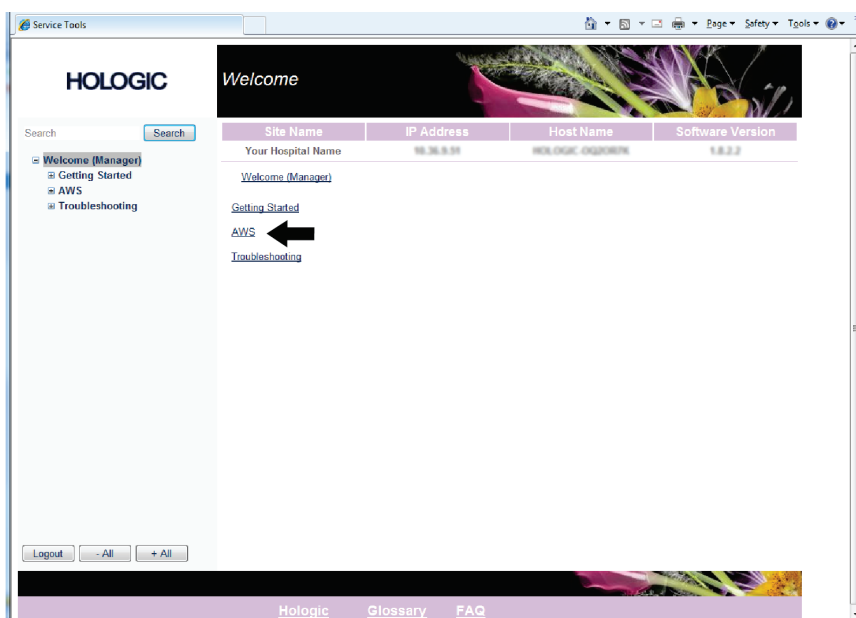 Service Tools
Page Safety Tools
HOLOGIC
Welcome
Search Search
Site Name IP Address Host Name Software Version
Your Hospital Name
Welcome (Manager)
Getting Started
AWS
Troubleshooting
Welcome (Manager)
Getting Started
AWS
Troubleshooting
Logout - All + All
Hologic Glossary FAQ